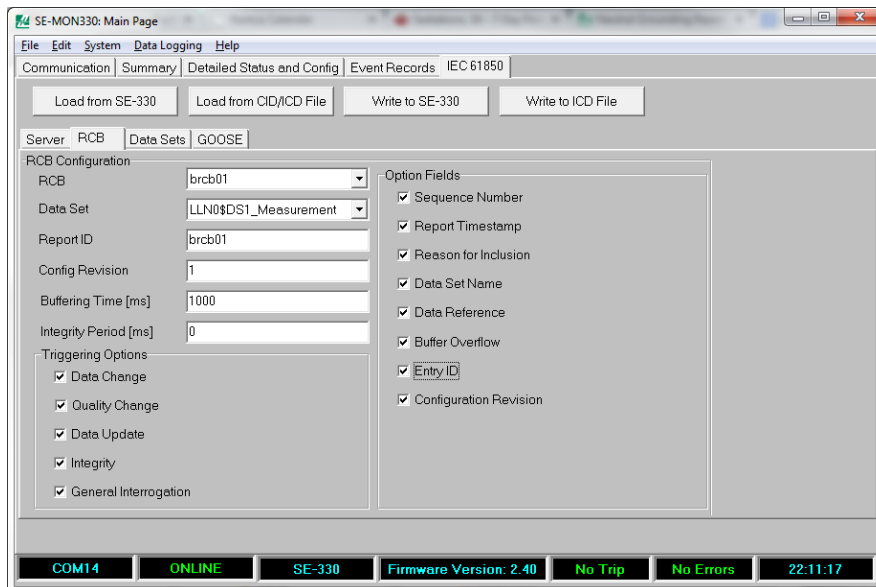 SE-MON330: Main Page
File Edit System Data Logging Help
Communication Summary Detailed Status and Config Event Records IEC 61850
Load from SE-330 Load from CID/ICD File Write to SE-330 Write to ICD File
Server RCB Data Sets GOOSE
RCB Configuration
RCB brcb01
Data Set LLN0$DS1_Measurement
Report ID brcb01
Config Revision 1
Buffering Time [ms] 1000
Integrity Period [ms] 0
Triggering Options
Data Change
Quality Change
Data Update
Integrity
General Interrogation
Option Fields
Sequence Number
Report Timestamp
Reason for Inclusion
Data Set Name
Data Reference
Buffer Overflow
Entry ID
Configuration Revision
COM14 ONLINE SE-330 Firmware Version: 2.40 No Trip No Errors 22:11:17